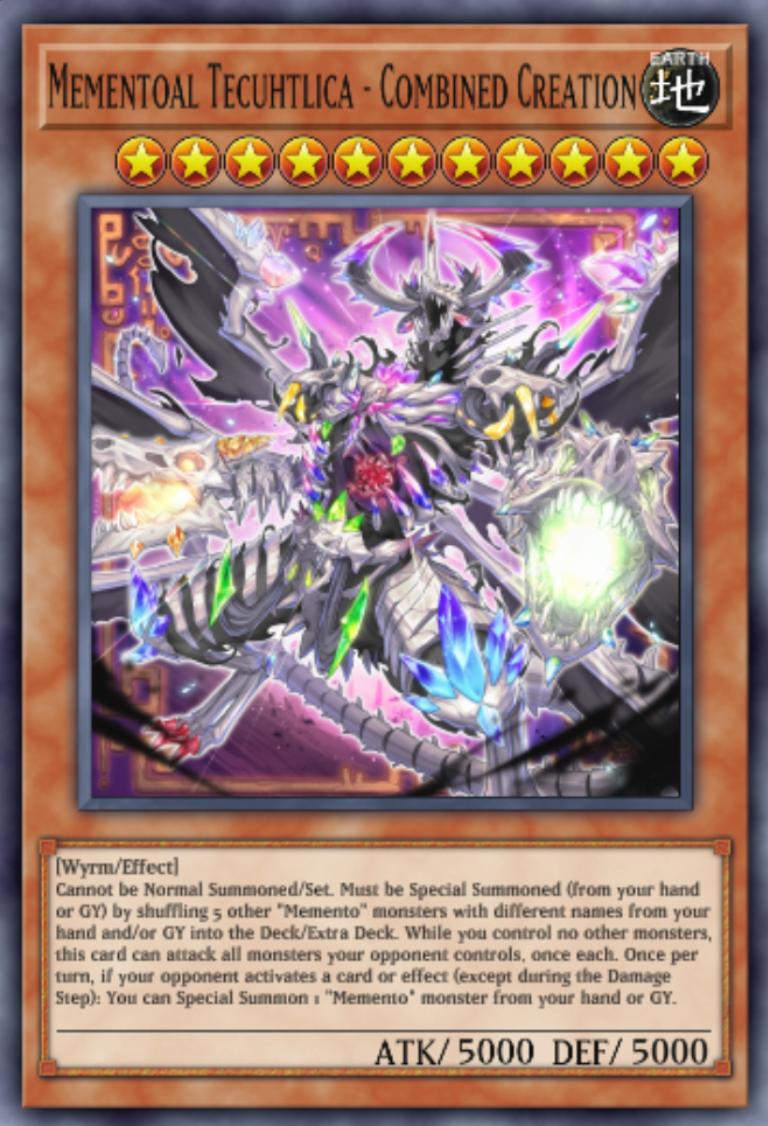 MEMENTOAL TECUHTLICA - COMBINED CREATION
EARTH
地
[Wyrm/Effect]
Cannot be Normal Summoned/Set. Must be Special Summoned (from your hand
or GY) by shuffling 5 other "Memento" monsters with different names from your
hand and/or GY into the Deck/Extra Deck. While you control no other monsters,
this card can attack all monsters your opponent controls, once each. Once per
turn, if your opponent activates a card or effect (except during the Damage
Step): You can Special Summon 1 "Memento" monster from your hand or GY.
ATK/ 5000 DEF/ 5000